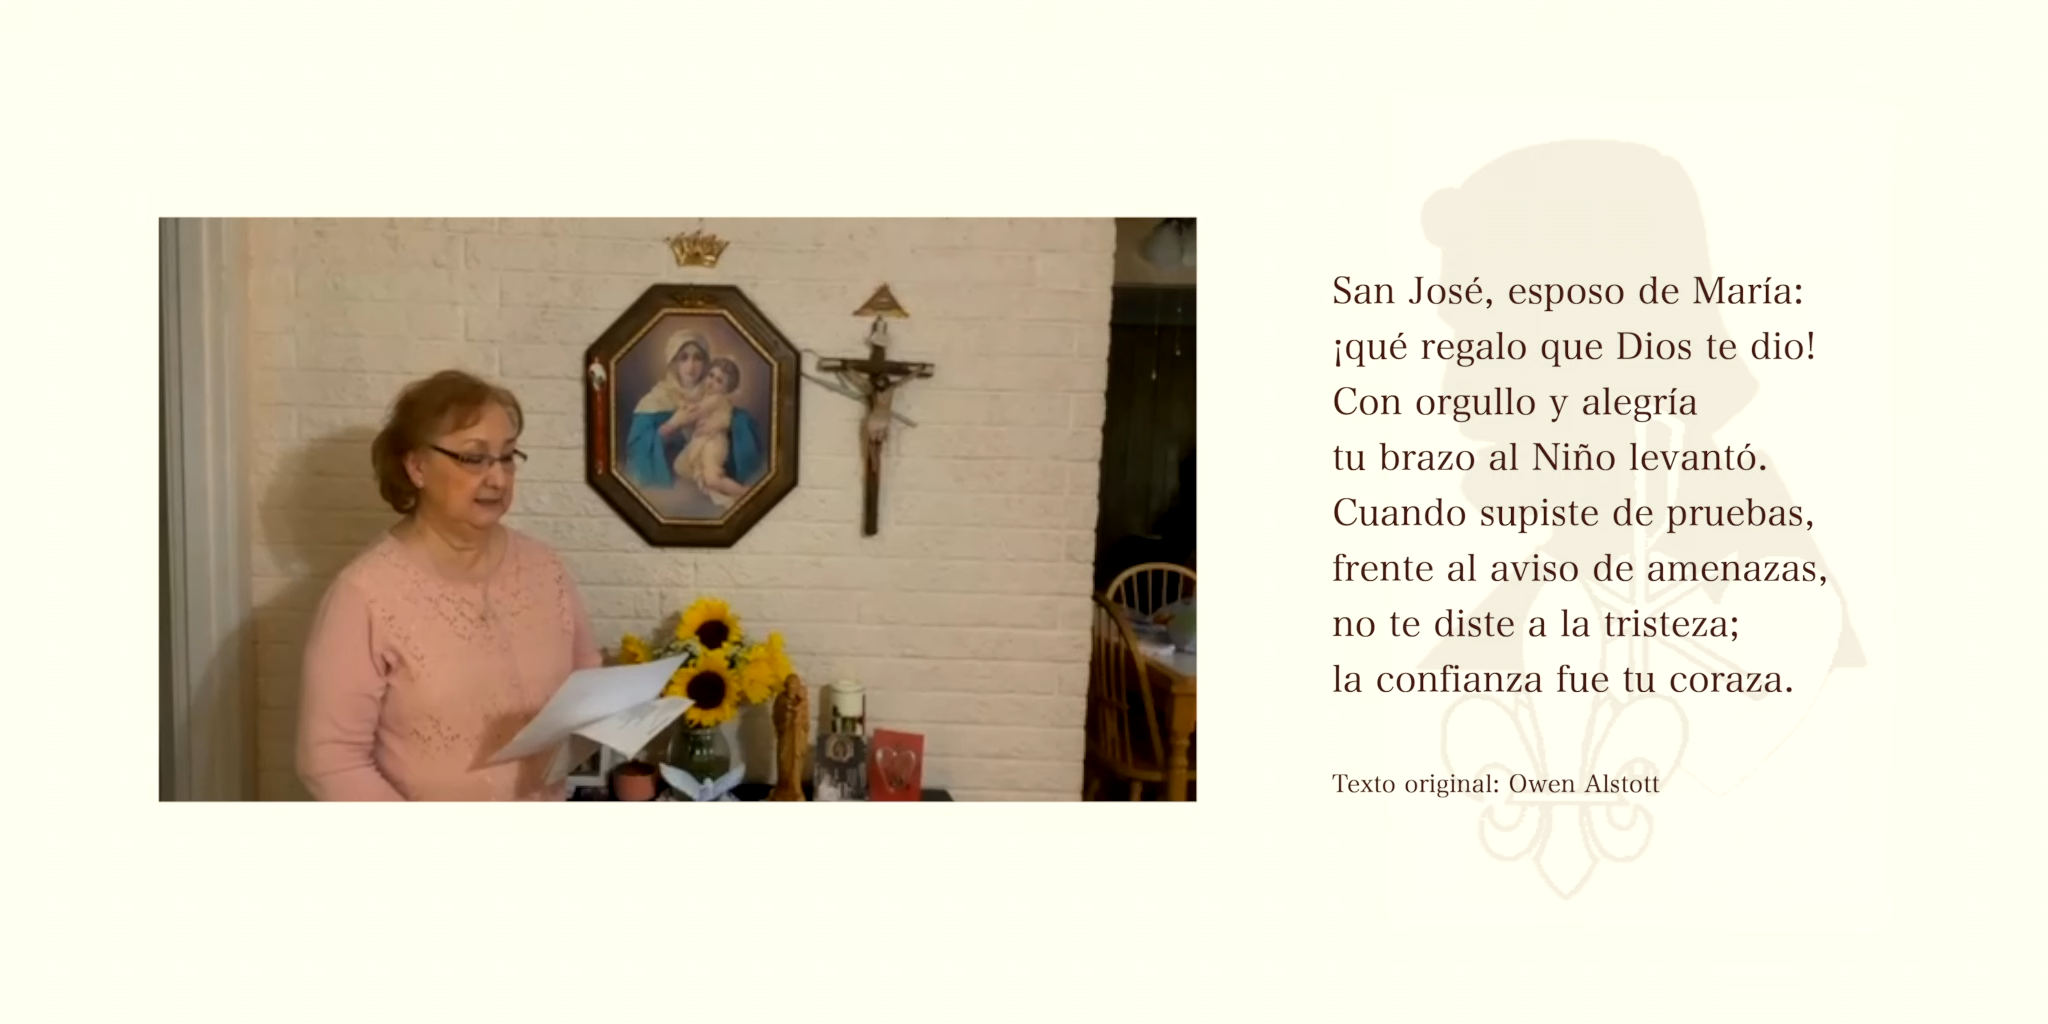 San José, esposo de María:
¡qué regalo que Dios te dio!
Con orgullo y alegría
tu brazo al Niño levantó.
Cuando supiste de pruebas,
frente al aviso de amenazas,
no te diste a la tristeza;
la confianza fue tu coraza.
Texto original: Owen Alstott